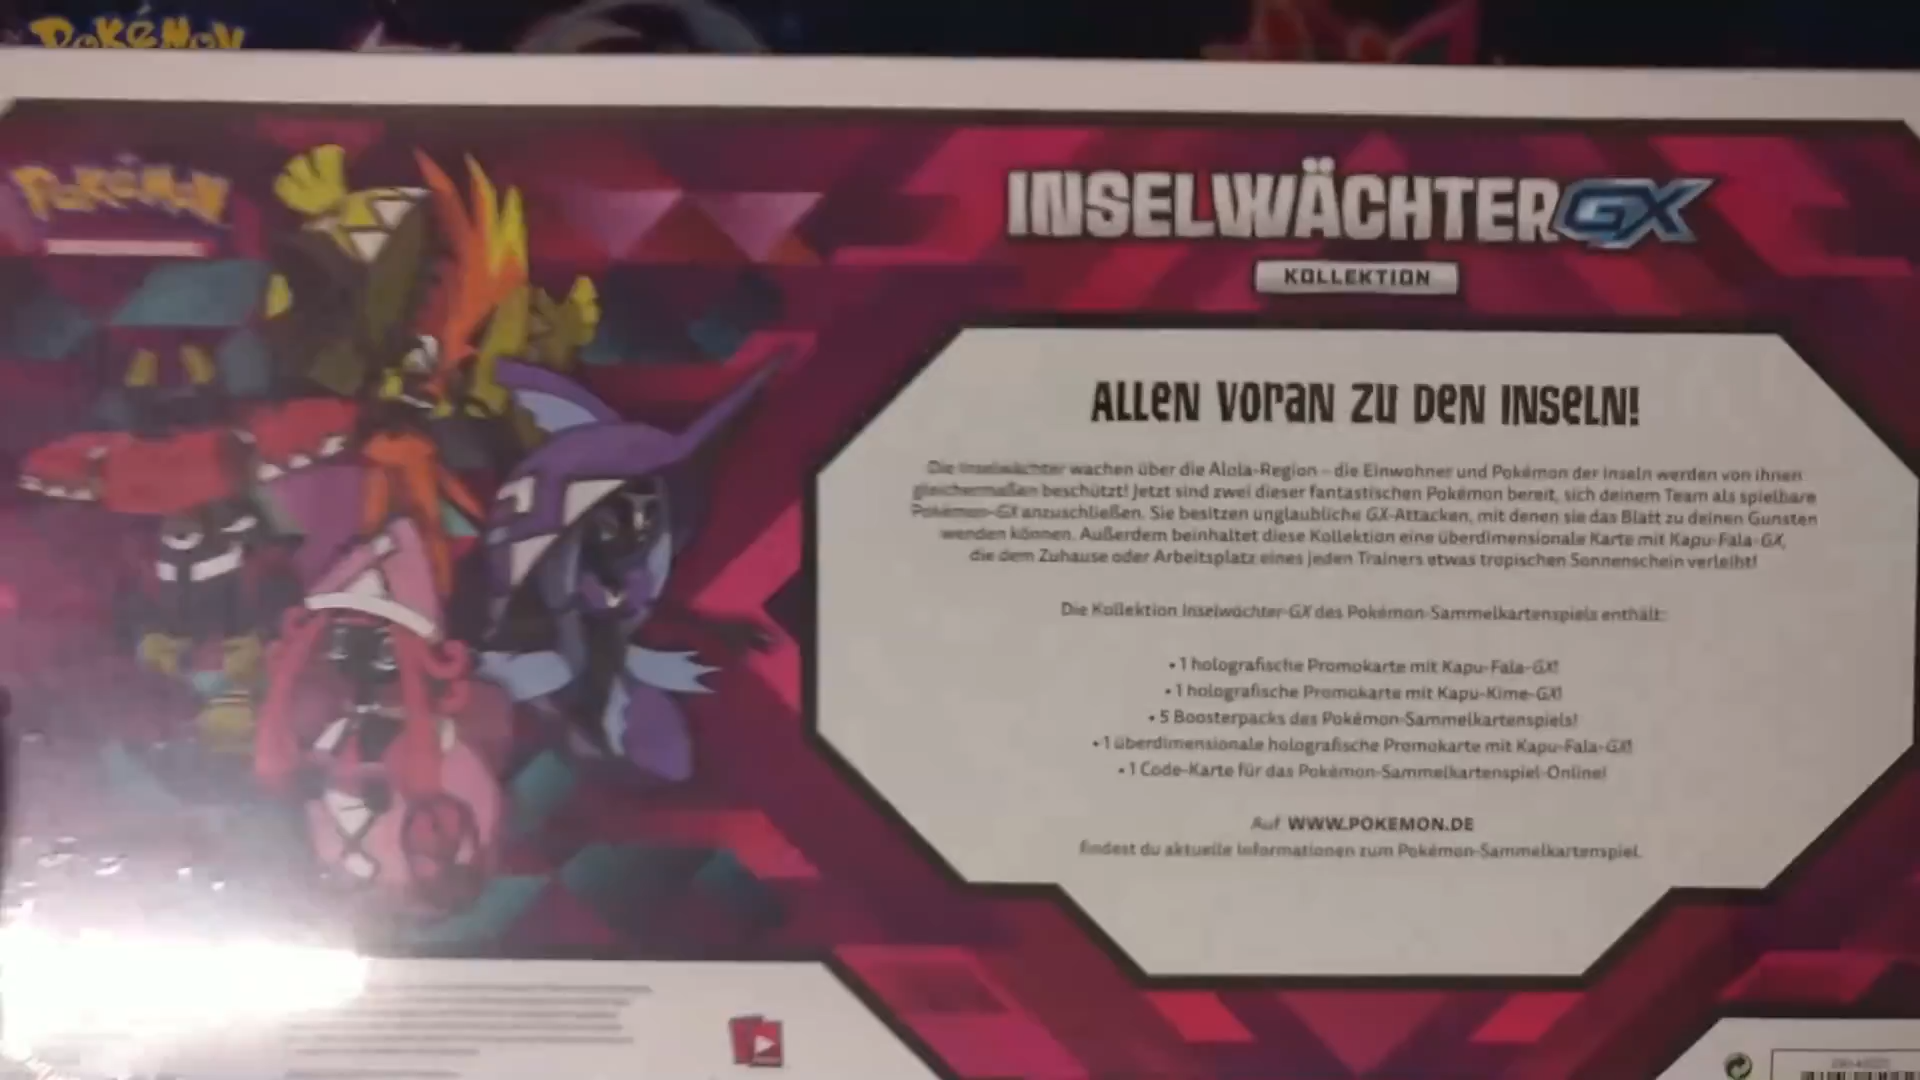 Pokémon
Pokémon
INSELWÄCHTER GX
KOLLEKTION
ALLEN VORAN ZU DEN INSELN!
Die Inselwächter wachen über die Alola-Region – die Einwohner und Pokémon der Inseln werden von ihnen
gleichermaßen beschützt! Jetzt sind zwei dieser fantastischen Pokémon bereit, sich deinem Team als spielbare
Pokémon-GX anzuschließen. Sie besitzen unglaubliche GX-Attacken, mit denen sie das Blatt zu deinen Gunsten
wenden können. Außerdem beinhaltet diese Kollektion eine überdimensionale Karte mit Kapu-Fala-GX,
die dem Zuhause oder Arbeitsplatz eines jeden Trainers etwas tropischen Sonnenschein verleiht!
Die Kollektion Inselwächter-GX des Pokémon-Sammelkartenspiels enthält:
• 1 holografische Promokarte mit Kapu-Fala-GX!
• 1 holografische Promokarte mit Kapu-Kime-GX!
• 5 Boosterpacks des Pokémon-Sammelkartenspiels!
• 1 überdimensionale holografische Promokarte mit Kapu-Fala-GX!
• 1 Code-Karte für das Pokémon-Sammelkartenspiel-Online!
Auf WWW.POKEMON.DE
findest du aktuelle Informationen zum Pokémon-Sammelkartenspiel.